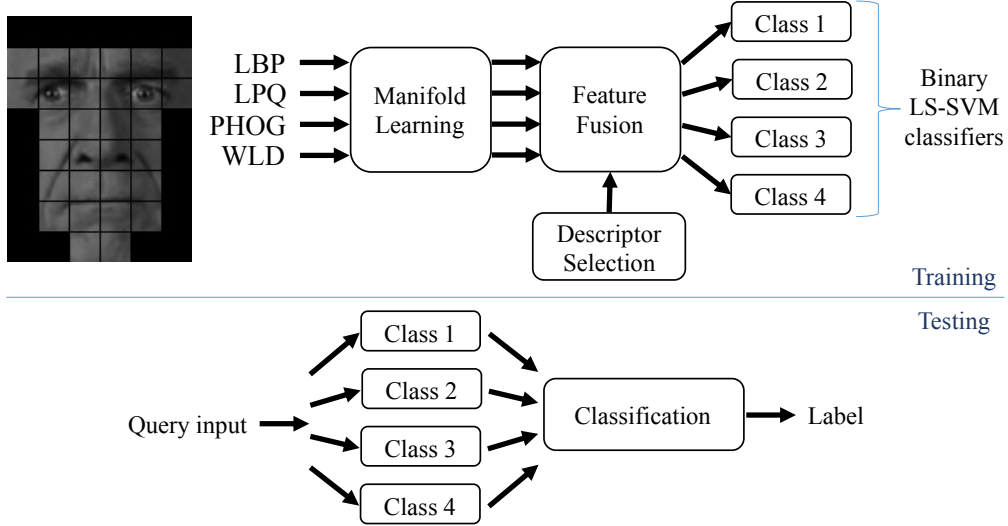 LBP
LPQ
PHOG
WLD
Manifold
Learning
Feature
Fusion
Descriptor
Selection
Class 1
Class 2
Class 3
Class 4
Binary
LS-SVM
classifiers
Training
Testing
Query input
Class 1
Class 2
Class 3
Class 4
Classification
Label